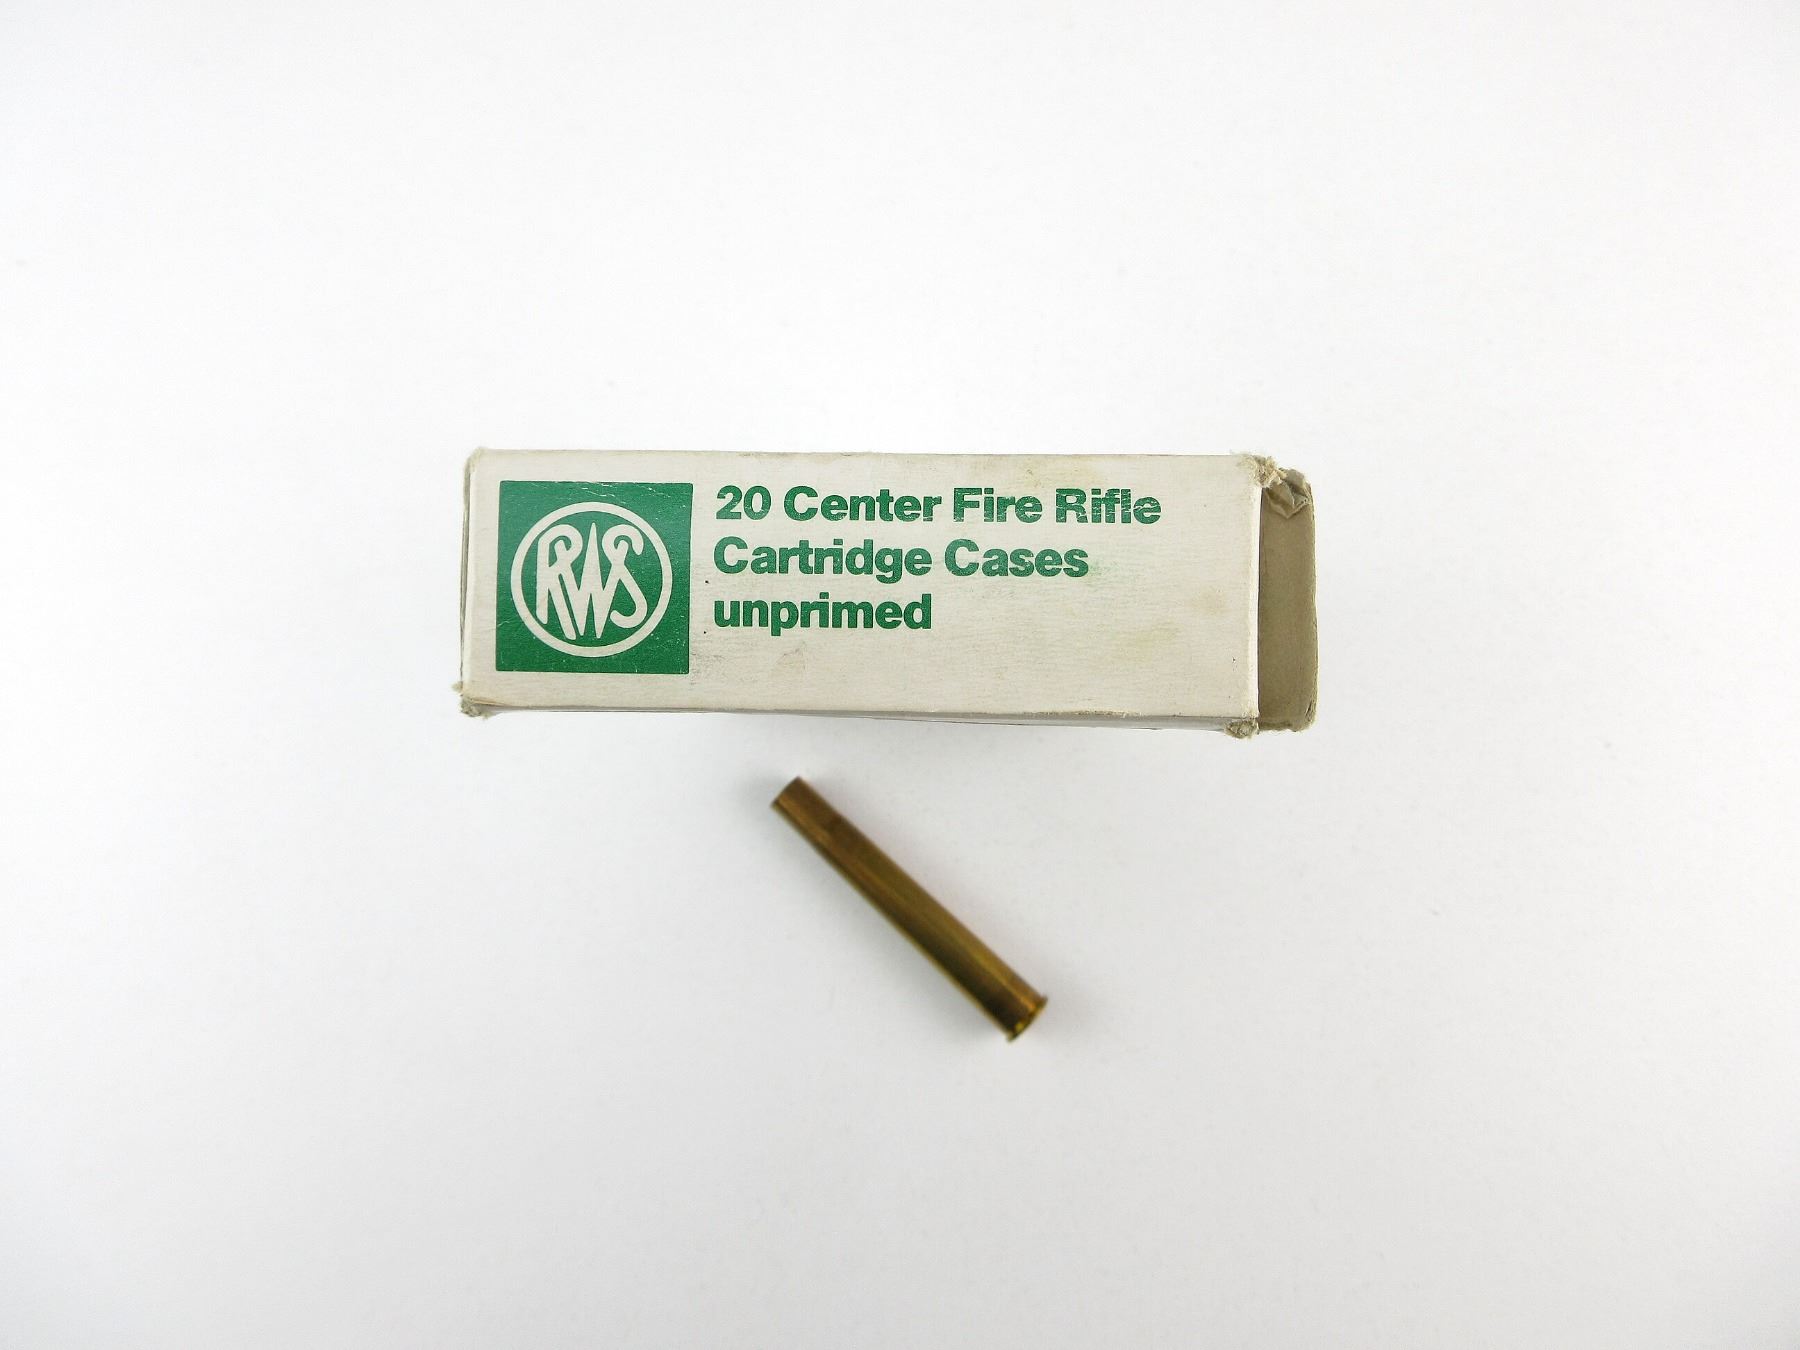 RWS
20 Center Fire Rifle
Cartridge Cases
unprimed